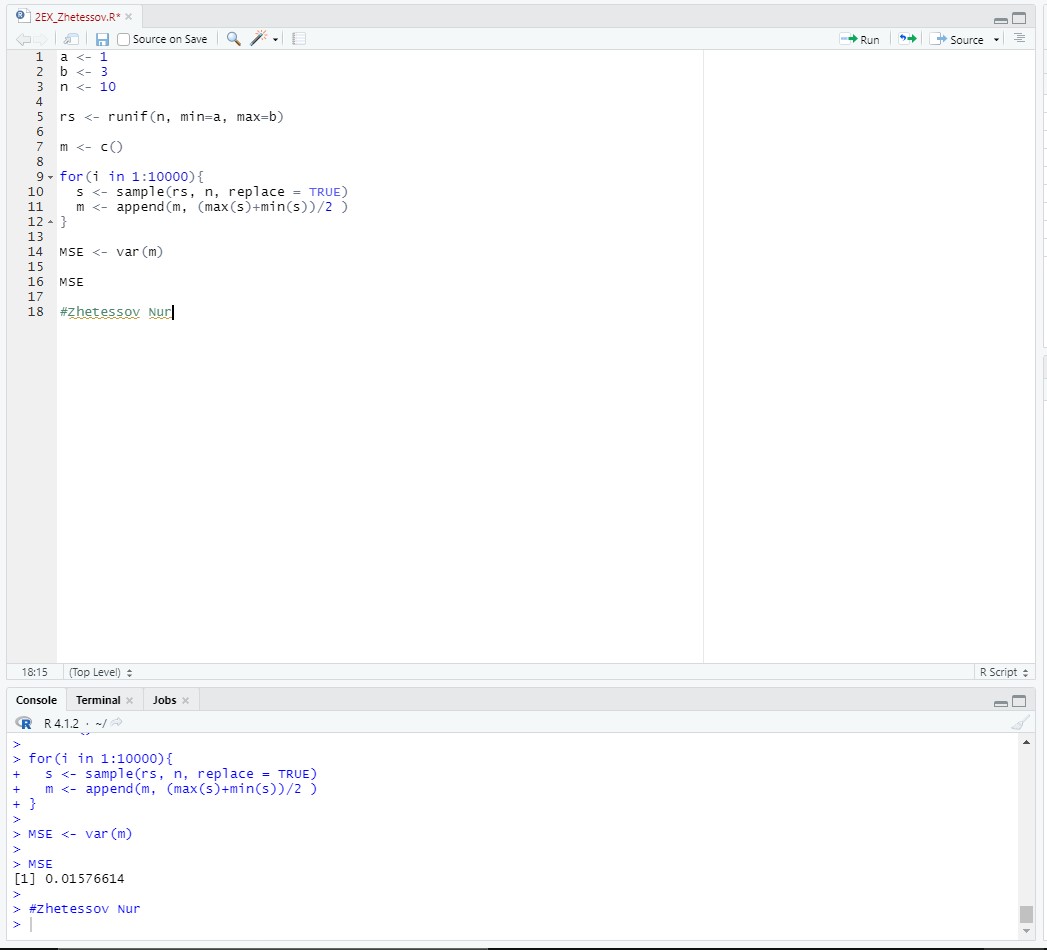 2EX_Zhetessov.R*
Source on Save
Run
Source
1 a <- 1
2 b <- 3
3 n <- 10
4
5 rs <- runif(n, min=a, max=b)
6
7 m <- c()
8
9 for(i in 1:10000){
10   s <- sample(rs, n, replace = TRUE)
11   m <- append(m, (max(s)+min(s))/2 )
12 }
13
14 MSE <- var(m)
15
16 MSE
17
18 #Zhetessov Nur
18:15 (Top Level) R Script
Console Terminal Jobs
R R 4.1.2 · ~/
>
> for(i in 1:10000){
+   s <- sample(rs, n, replace = TRUE)
+   m <- append(m, (max(s)+min(s))/2 )
+ }
>
> MSE <- var(m)
>
> MSE
[1] 0.01576614
>
> #Zhetessov Nur
>